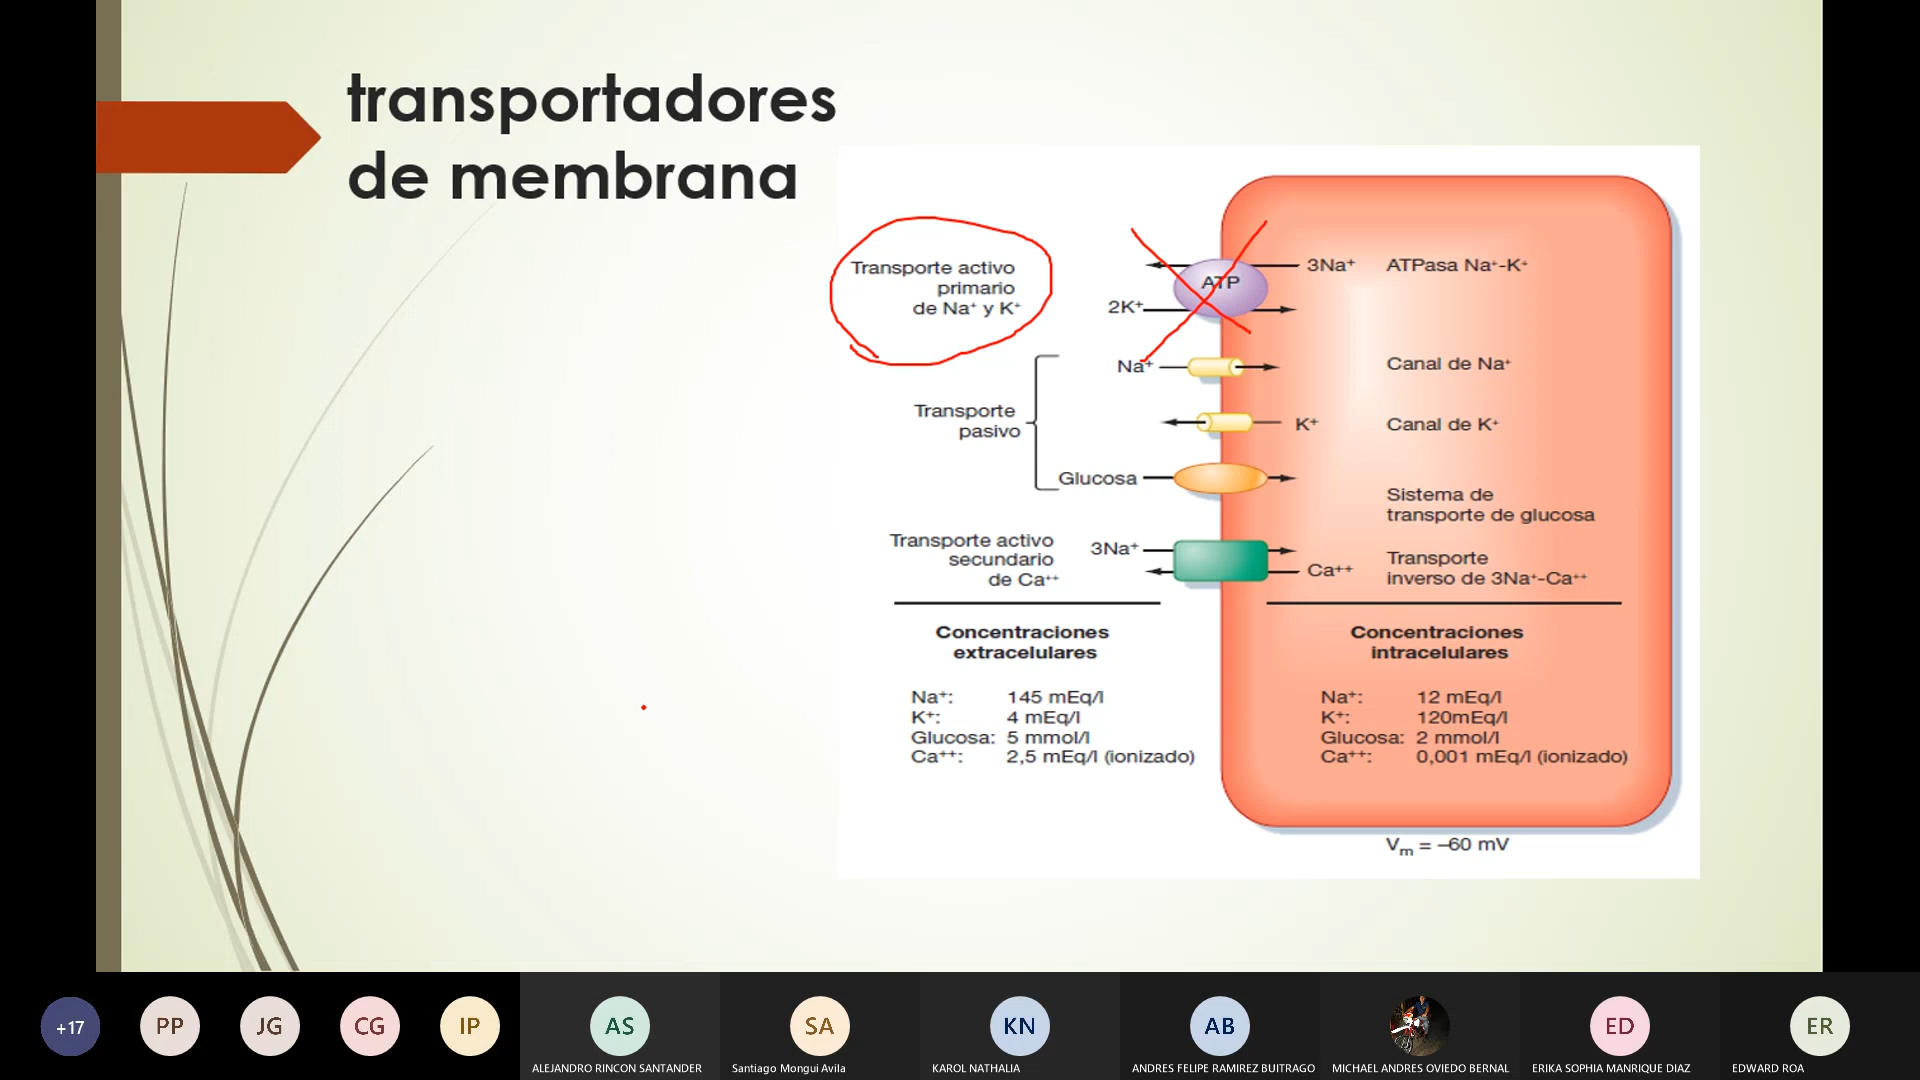 transportadores
de membrana
Transporte activo
primario
de Na⁺ y K⁺
ATP
3Na⁺
ATPasa Na⁺-K⁺
2K⁺
Na⁺
Canal de Na⁺
Transporte
pasivo
K⁺
Canal de K⁺
Glucosa
Sistema de
transporte de glucosa
Transporte activo
secundario
de Ca⁺⁺
3Na⁺
Ca⁺⁺
Transporte
inverso de 3Na⁺-Ca⁺⁺
Concentraciones
extracelulares
Na⁺: 145 mEq/l
K⁺: 4 mEq/l
Glucosa: 5 mmol/l
Ca⁺⁺: 2,5 mEq/l (ionizado)
Concentraciones
intracelulares
Na⁺: 12 mEq/l
K⁺: 120mEq/l
Glucosa: 2 mmol/l
Ca⁺⁺: 0,001 mEq/l (ionizado)
Vₘ = –60 mV
+17
PP
JG
CG
IP
AS
SA
KN
AB
ED
ER
ALEJANDRO RINCON SANTANDER
Santiago Mongui Avila
KAROL NATHALIA
ANDRES FELIPE RAMIREZ BUITRAGO
MICHAEL ANDRES OVIEDO BERNAL
ERIKA SOPHIA MANRIQUE DIAZ
EDWARD ROA